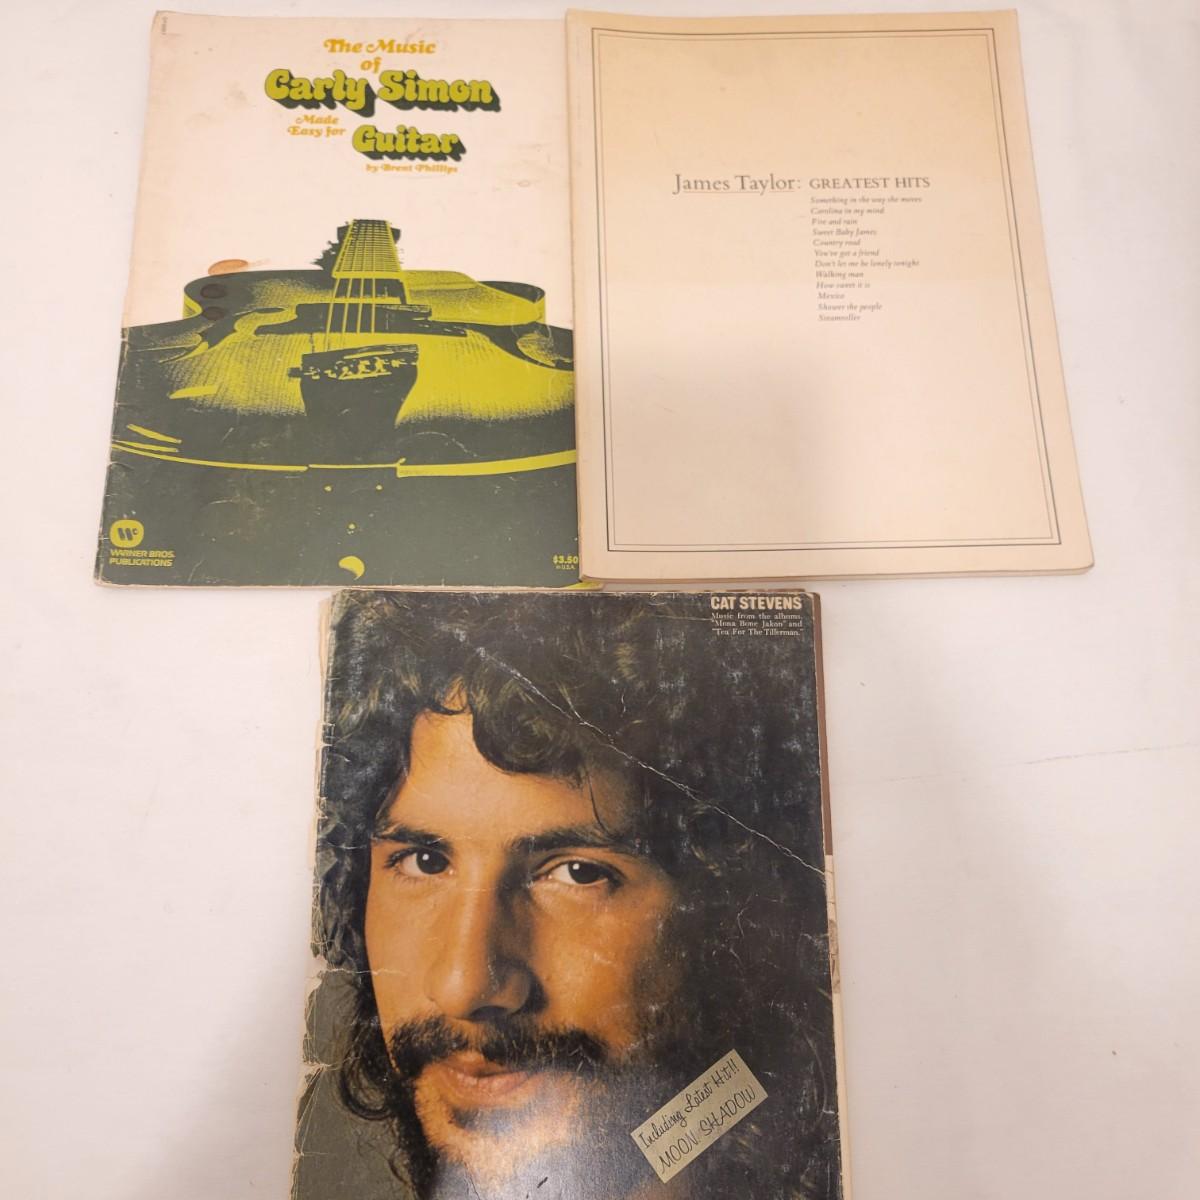 The Music
of
Carly Simon
Made
Easy for
Guitar
by Brent Phillips
WARNER BROS.
PUBLICATIONS
$3.50
IN U.S.A.
James Taylor: GREATEST HITS
Something in the way she moves
Carolina in my mind
Fire and rain
Sweet Baby James
Country road
You've got a friend
Don't let me be lonely tonight
Walking man
How sweet it is
Mexico
Shower the people
Steamroller
CAT STEVENS
Music from the albums,
"Mona Bone Jakon" and
"Tea For The Tillerman."
Including Latest Hit!!
MOON SHADOW